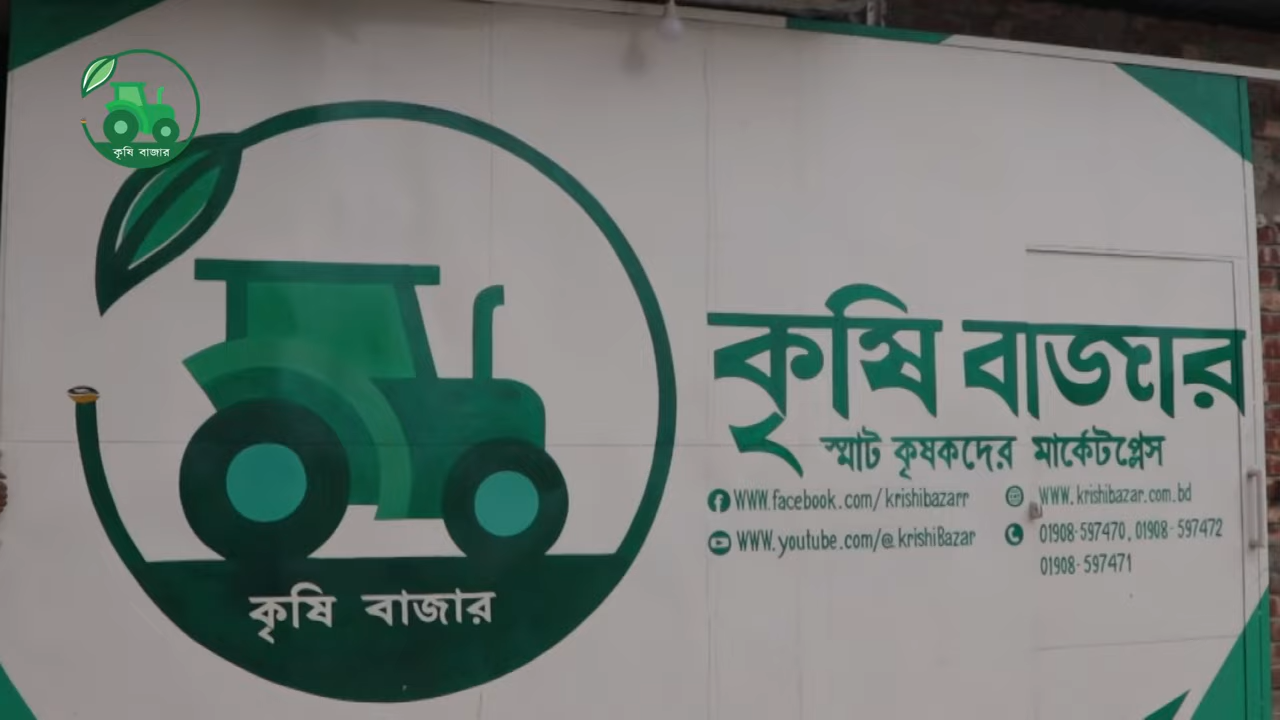 কৃষি বাজার
কৃষি বাজার
স্মাট কৃষকদের মার্কেটপ্লেস
WWW.facebook.com/krishibazarr
WWW.krishibazar.com.bd
WWW.youtube.com/@krishiBazar
01908-597470, 01908-597472
01908-597471
কৃষি বাজার